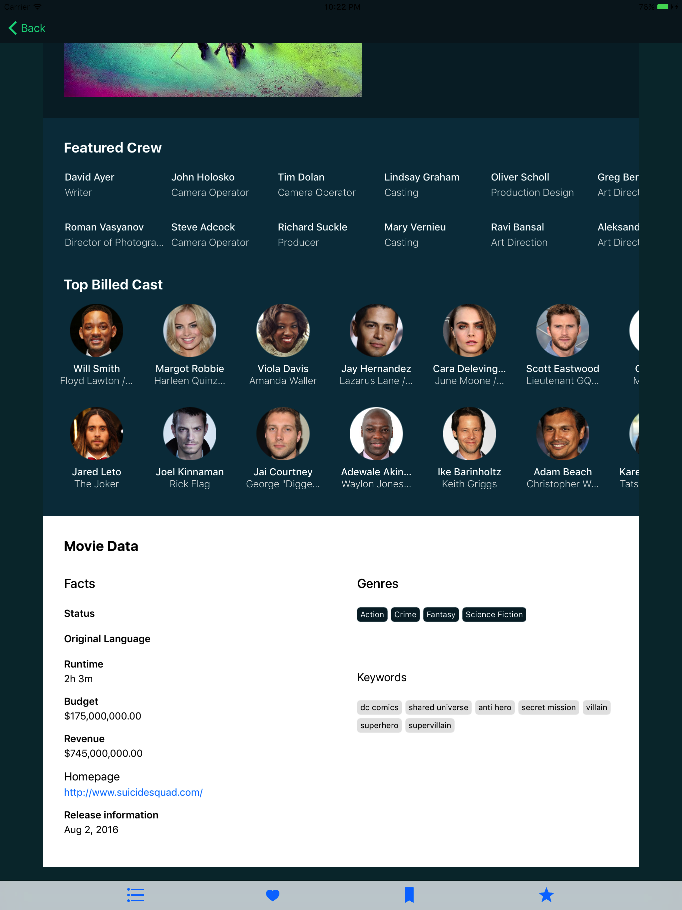 Carrier 10:32 PM
Back
Featured Crew
David Ayer John Holosko Tim Dolan Lindsay Graham Oliver Scholl Greg Ber
Writer Camera Operator Camera Operator Casting Production Design Art Direct
Roman Vasyanov Steve Adcock Richard Suckle Mary Vernieu Ravi Bansal Aleksand
Director of Photogra... Camera Operator Producer Casting Art Direction Art Direct
Top Billed Cast
Will Smith Margot Robbie Viola Davis Jay Hernandez Cara Deleving... Scott Eastwood
Floyd Lawton /... Harleen Quinz... Amanda Waller Lazarus Lane /... June Moone /... Lieutenant GQ...
Jared Leto Joel Kinnaman Jai Courtney Adewale Akin... Ike Barinholtz Adam Beach Kare
The Joker Rick Flag George "Digge... Waylon Jones... Keith Griggs Christopher W... Tats
Movie Data
Facts
Status
Original Language
Runtime
2h 3m
Budget
$175,000,000.00
Revenue
$745,000,000.00
Homepage
http://www.suicidesquad.com/
Release information
Aug 2, 2016
Genres
Action Crime Fantasy Science Fiction
Keywords
dc comics shared universe anti hero secret mission villain
superhero supervillain